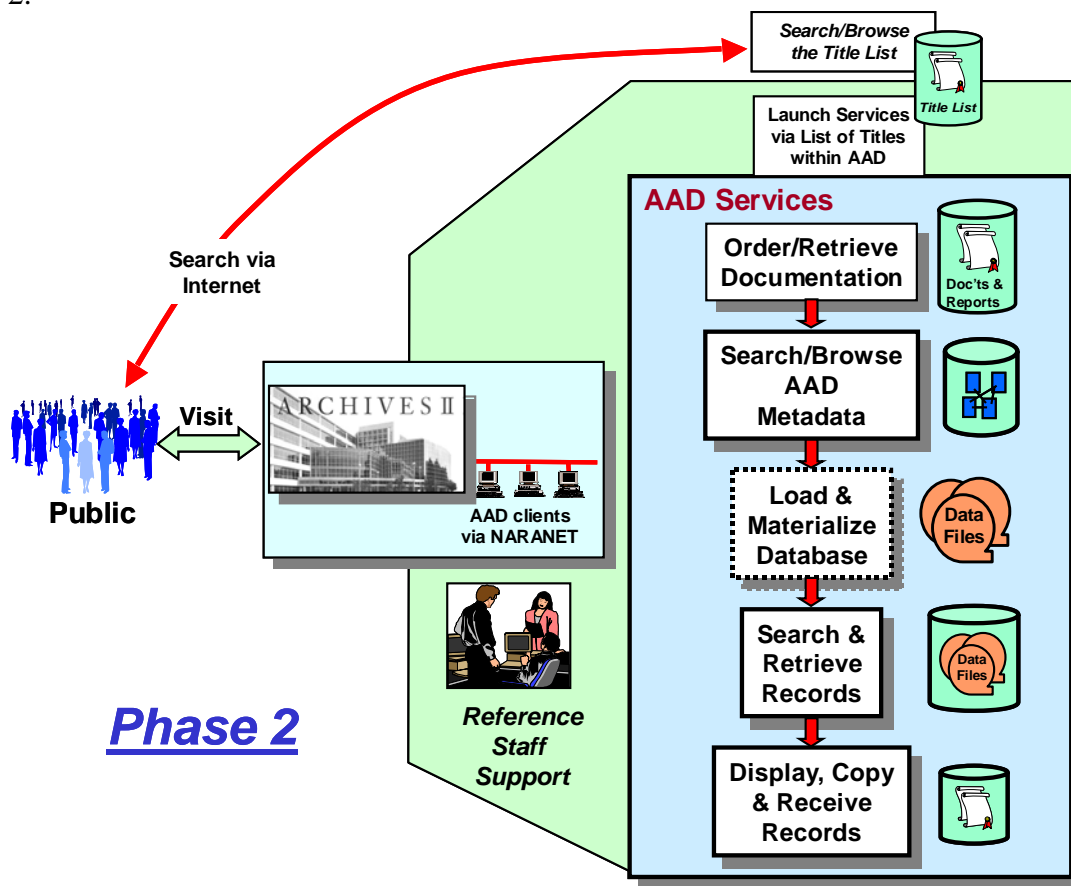 2.
Search/Browse
the Title List
Title List
Launch Services
via List of Titles
within AAD
AAD Services
Order/Retrieve
Documentation
Doc'ts &
Reports
Search via
Internet
Search/Browse
AAD
Metadata
ARCHIVES II
Visit
Public
AAD clients
via NARANET
Load &
Materialize
Database
Data
Files
Search &
Retrieve
Records
Data
Files
Reference
Staff
Support
Phase 2
Display, Copy
& Receive
Records